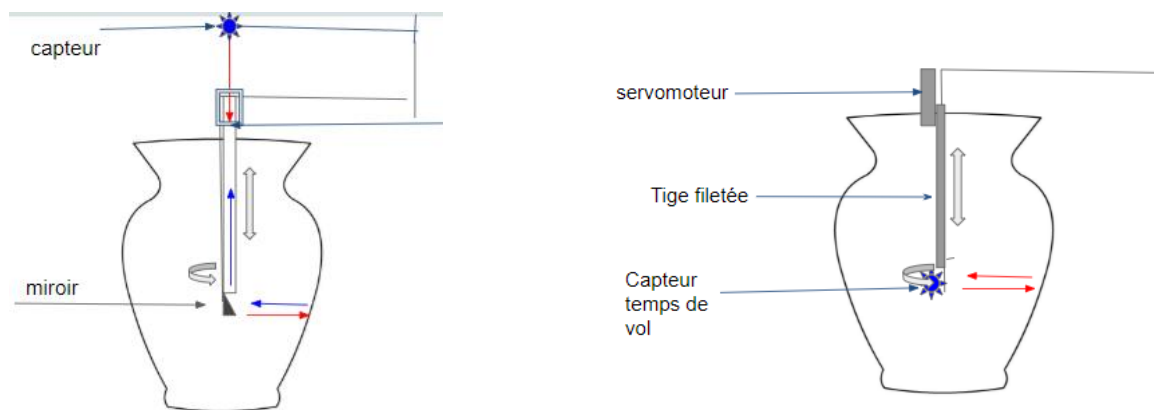 capteur
miroir
servomoteur
Tige filetée
Capteur
temps de
vol